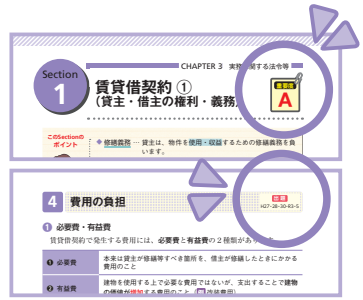 CHAPTER 3 実務に関する法令等
Section
1
賃貸借契約 ①
(貸主・借主の権利・義務)
重要度
A
このSectionの
ポイント
◆ 修繕義務 … 貸主は、物件を使用・収益するための修繕義務を負
います。
4 費用の負担
出題
H27-28-30-R3-5
① 必要費・有益費
賃貸借契約で発生する費用には、必要費と有益費の2種類があ
❶ 必要費
本来は貸主が修繕等すべき箇所を、借主が修繕したときにかかる
費用のこと
❷ 有益費
建物を使用する上で必要な費用ではないが、支出することで建物
の価値が増加する費用のこと